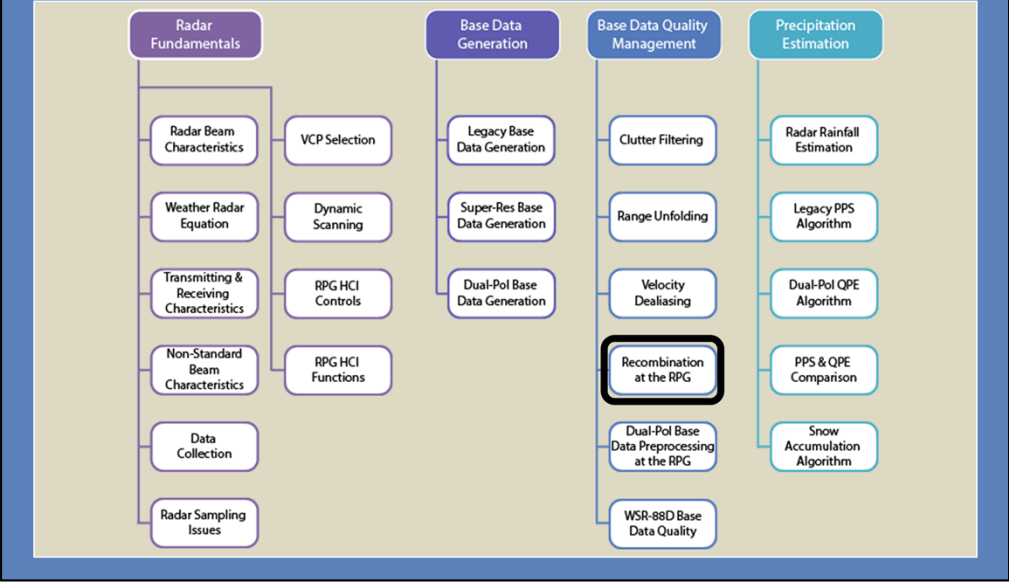 Radar
Fundamentals
Radar Beam
Characteristics
Weather Radar
Equation
Transmitting &
Receiving
Characteristics
Non-Standard
Beam
Characteristics
Data
Collection
Radar Sampling
Issues
VCP Selection
Dynamic
Scanning
RPG HCI
Controls
RPG HCI
Functions
Base Data
Generation
Legacy Base
Data Generation
Super-Res Base
Data Generation
Dual-Pol Base
Data Generation
Base Data Quality
Management
Clutter Filtering
Range Unfolding
Velocity
Dealiasing
Recombination
at the RPG
Dual-Pol Base
Data Preprocessing
at the RPG
WSR-88D Base
Data Quality
Precipitation
Estimation
Radar Rainfall
Estimation
Legacy PPS
Algorithm
Dual-Pol QPE
Algorithm
PPS & QPE
Comparison
Snow
Accumulation
Algorithm